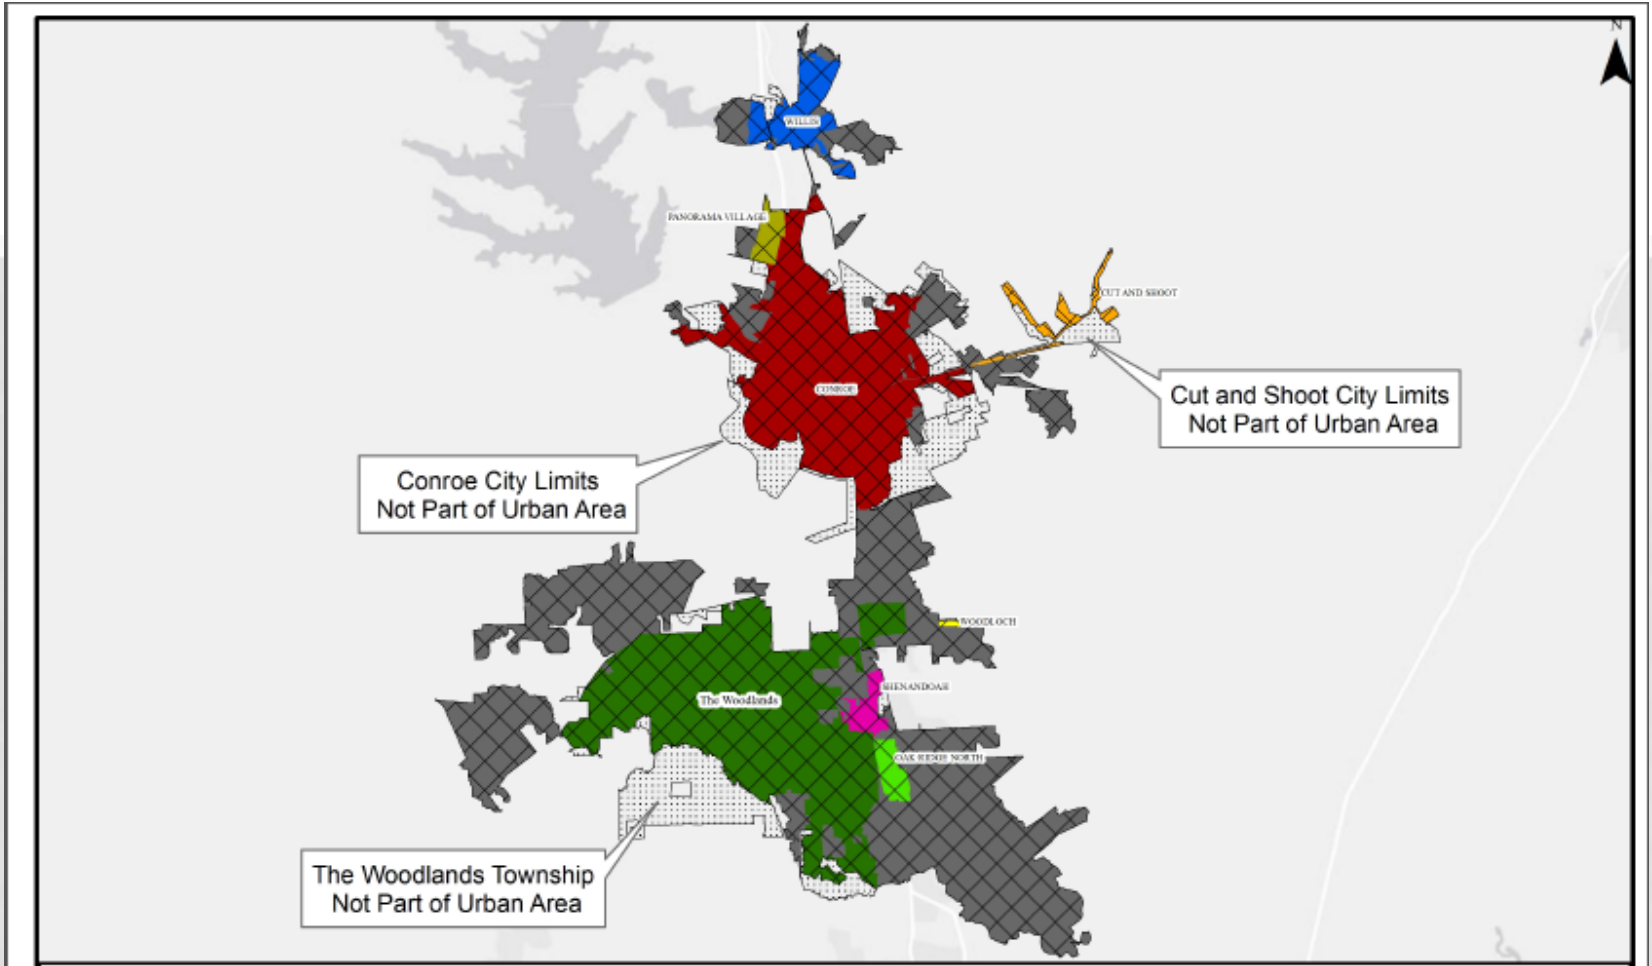 N
WILLIS
PANORAMA VILLAGE
CUT AND SHOOT
CONROE
Cut and Shoot City Limits
Not Part of Urban Area
Conroe City Limits
Not Part of Urban Area
WOODLOCH
SHENANDOAH
The Woodlands
OAK RIDGE NORTH
The Woodlands Township
Not Part of Urban Area